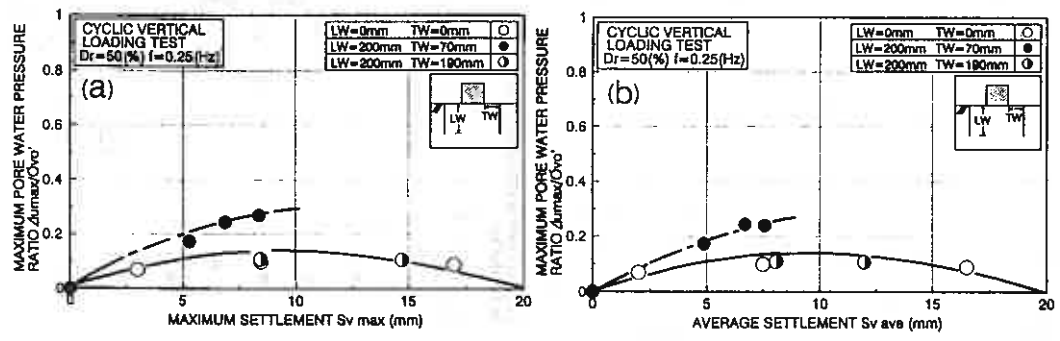 MAXIMUM PORE WATER PRESSURE
RATIO Δumax/σvo'
1
0.8
0.6
0.4
0.2
0
CYCLIC VERTICAL
LOADING TEST
Dr=50(%) f=0.25(Hz)
(a)
LW=0mm TW=0mm
LW=200mm TW=70mm
LW=200mm TW=190mm
LW TW
5 10 15 20
MAXIMUM SETTLEMENT Sv max (mm)
MAXIMUM PORE WATER PRESSURE
RATIO Δumax/σvo'
1
0.8
0.6
0.4
0.2
0
CYCLIC VERTICAL
LOADING TEST
Dr=50(%) f=0.25(Hz)
(b)
LW=0mm TW=0mm
LW=200mm TW=70mm
LW=200mm TW=190mm
LW TW
5 10 15 20
AVERAGE SETTLEMENT Sv ave (mm)